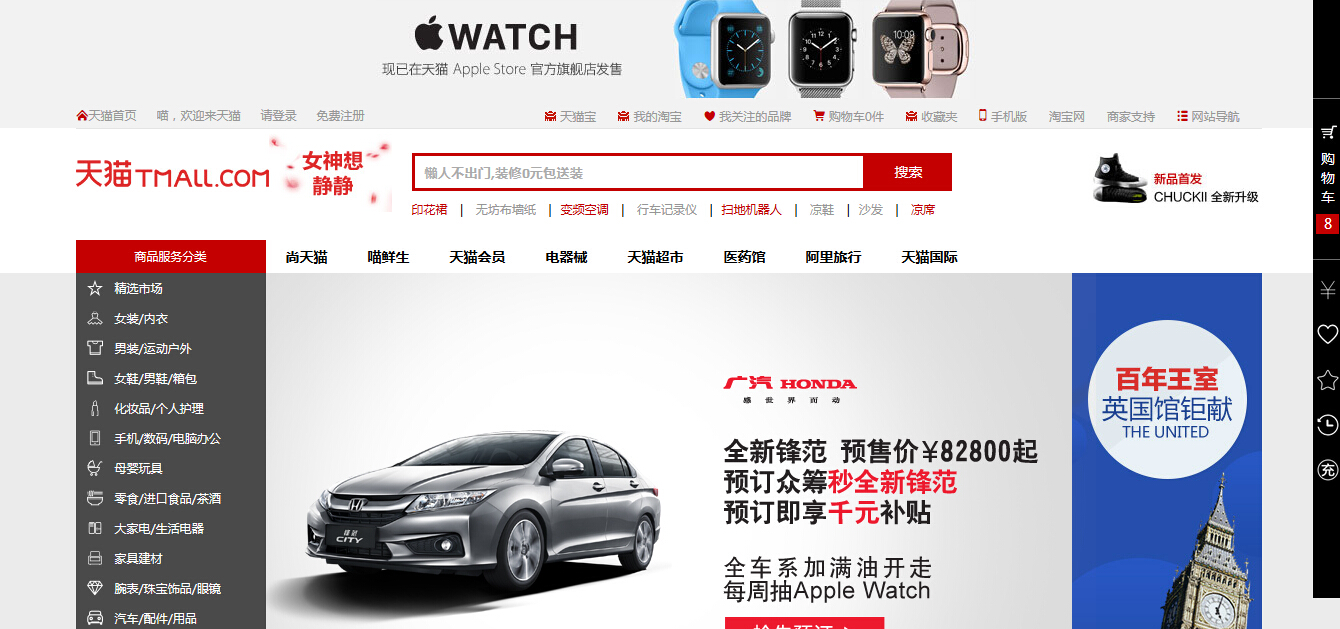 WATCH
现已在天猫 Apple Store 官方旗舰店发售
10:09
天猫首页 喵，欢迎来天猫 请登录 免费注册 天猫宝 我的淘宝 我关注的品牌 购物车0件 收藏夹 手机版 淘宝网 商家支持 网站导航
天猫 TMALL.COM
女神想
静静
懒人不出门,装修0元包送装 搜索
印花裙 | 无坊布墙纸 | 变频空调 | 行车记录仪 | 扫地机器人 | 凉鞋 | 沙发 | 凉席
新品首发
CHUCKII 全新升级
购物车
8
充
商品服务分类 尚天猫 喵鲜生 天猫会员 电器械 天猫超市 医药馆 阿里旅行 天猫国际
精选市场
女装/内衣
男装/运动户外
女鞋/男鞋/箱包
化妆品/个人护理
手机/数码/电脑办公
母婴玩具
零食/进口食品/茶酒
大家电/生活电器
家具建材
腕表/珠宝饰品/眼镜
汽车/配件/用品
广汽 HONDA
感世界而动
全新锋范 预售价¥82800起
预订众筹秒全新锋范
预订即享千元补贴
全车系加满油开走
每周抽Apple Watch
抢先预订 >
锋范 CITY
百年王室
英国馆钜献
THE UNITED